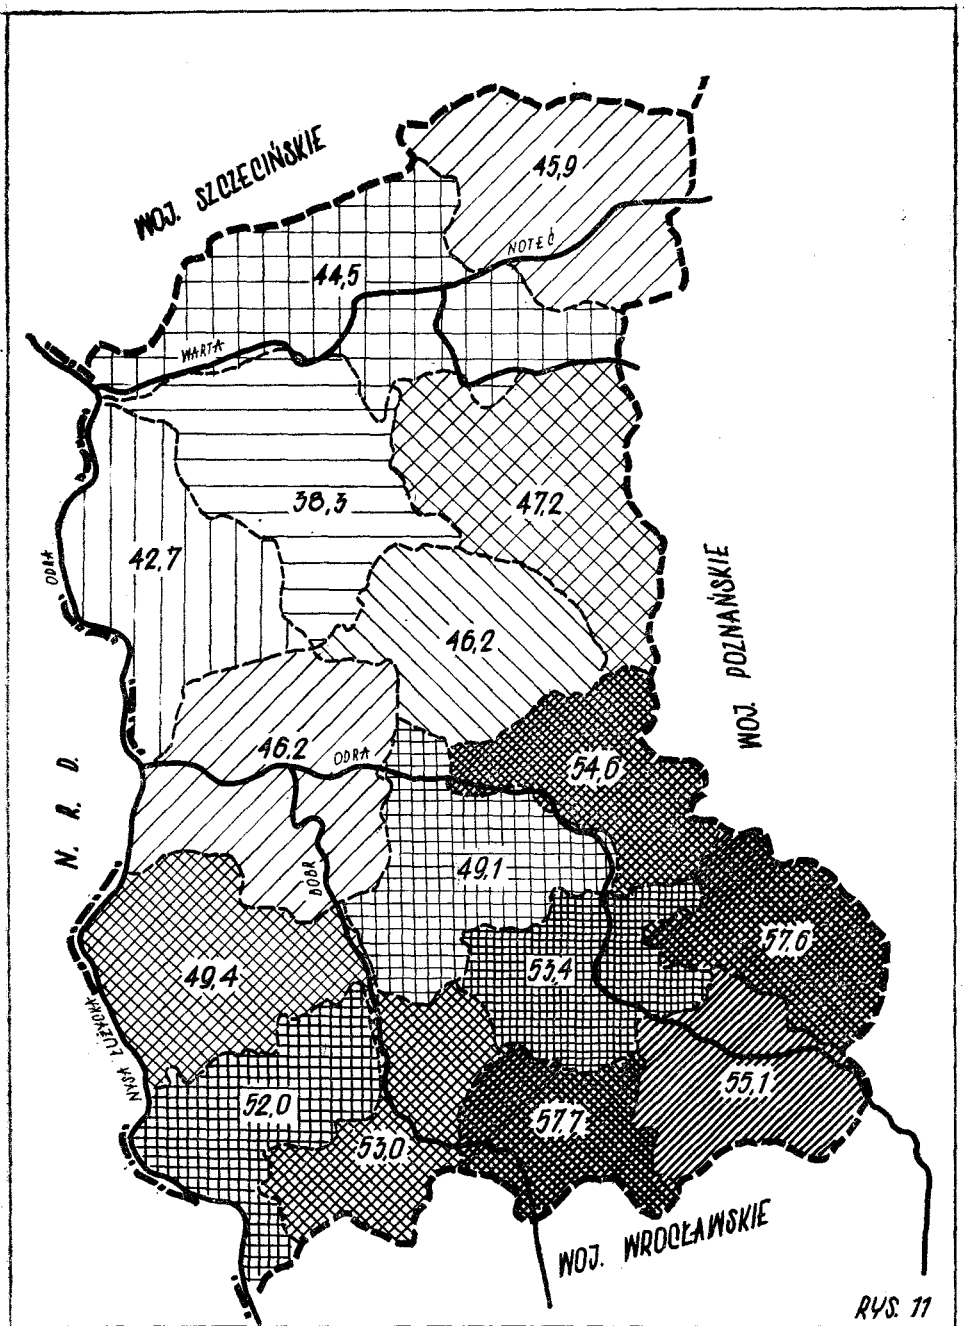 WOJ. SZCZECIŃSKIE
45,9
NOTEĆ
44,5
WARTA
38,3
47,2
42,7
ODRA
46,2
WOJ. POZNAŃSKIE
46,2
ODRA
54,6
N. R. D.
49,1
BOBR
57,6
53,4
49,4
NYSA ŁUŻYCKA
55,1
52,0
57,7
53,0
WOJ. WROCŁAWSKIE
RYS. 11